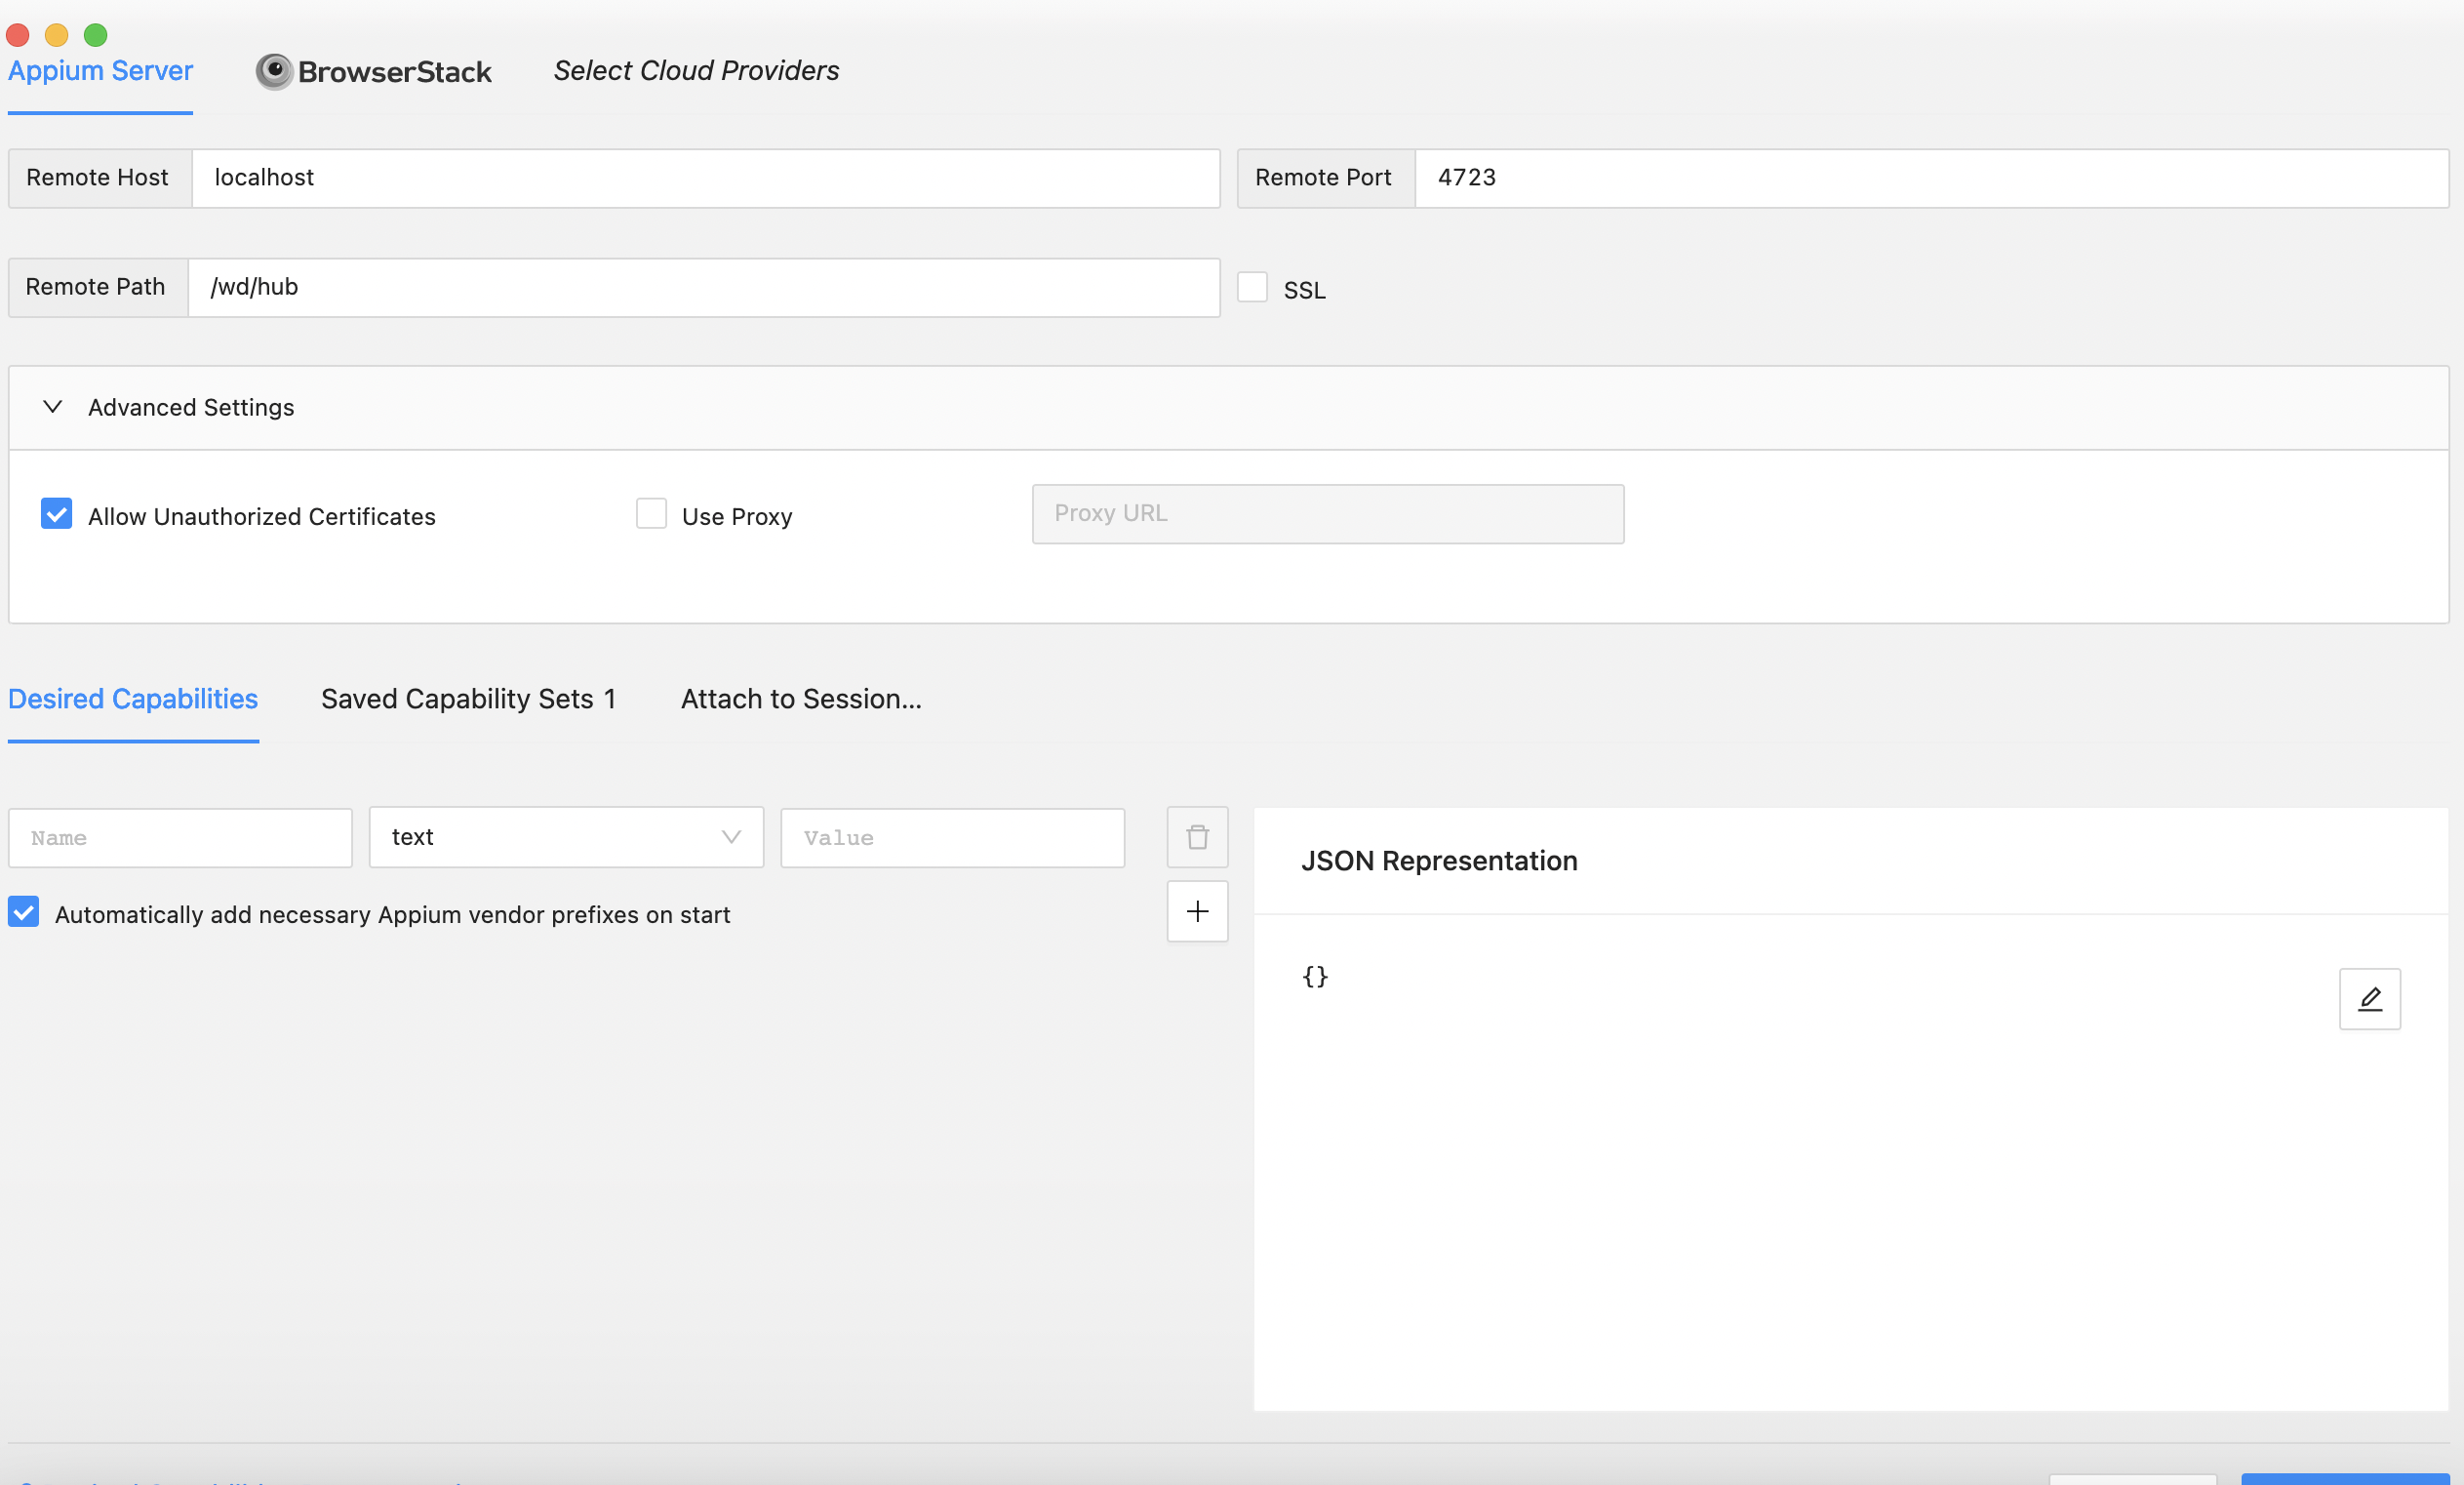 Appium Server BrowserStack Select Cloud Providers
Remote Host localhost Remote Port 4723
Remote Path /wd/hub SSL
Advanced Settings
Allow Unauthorized Certificates Use Proxy Proxy URL
Desired Capabilities Saved Capability Sets 1 Attach to Session...
Name text Value
JSON Representation
Automatically add necessary Appium vendor prefixes on start
{}